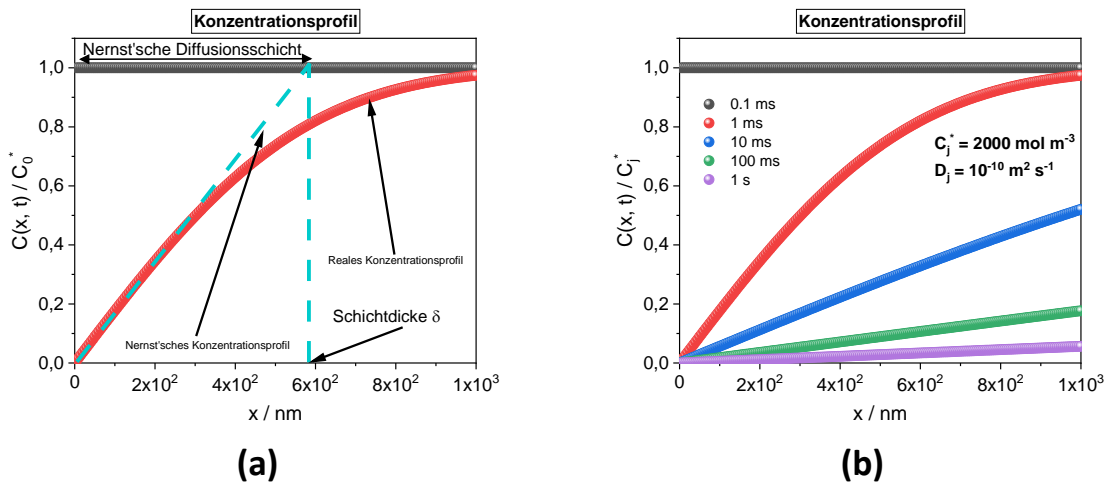 Konzentrationsprofil
Nernst'sche Diffusionsschicht
1,0
0,8
0,6
0,4
0,2
0,0
C(x, t) / C₀*
Reales Konzentrationsprofil
Schichtdicke δ
Nernst'sches Konzentrationsprofil
0 2x10² 4x10² 6x10² 8x10² 1x10³
x / nm
(a)
Konzentrationsprofil
1,0
0,8
0,6
0,4
0,2
0,0
C(x, t) / Cⱼ*
0.1 ms
1 ms
10 ms
100 ms
1 s
Cⱼ* = 2000 mol m⁻³
Dⱼ = 10⁻¹⁰ m² s⁻¹
0 2x10² 4x10² 6x10² 8x10² 1x10³
x / nm
(b)